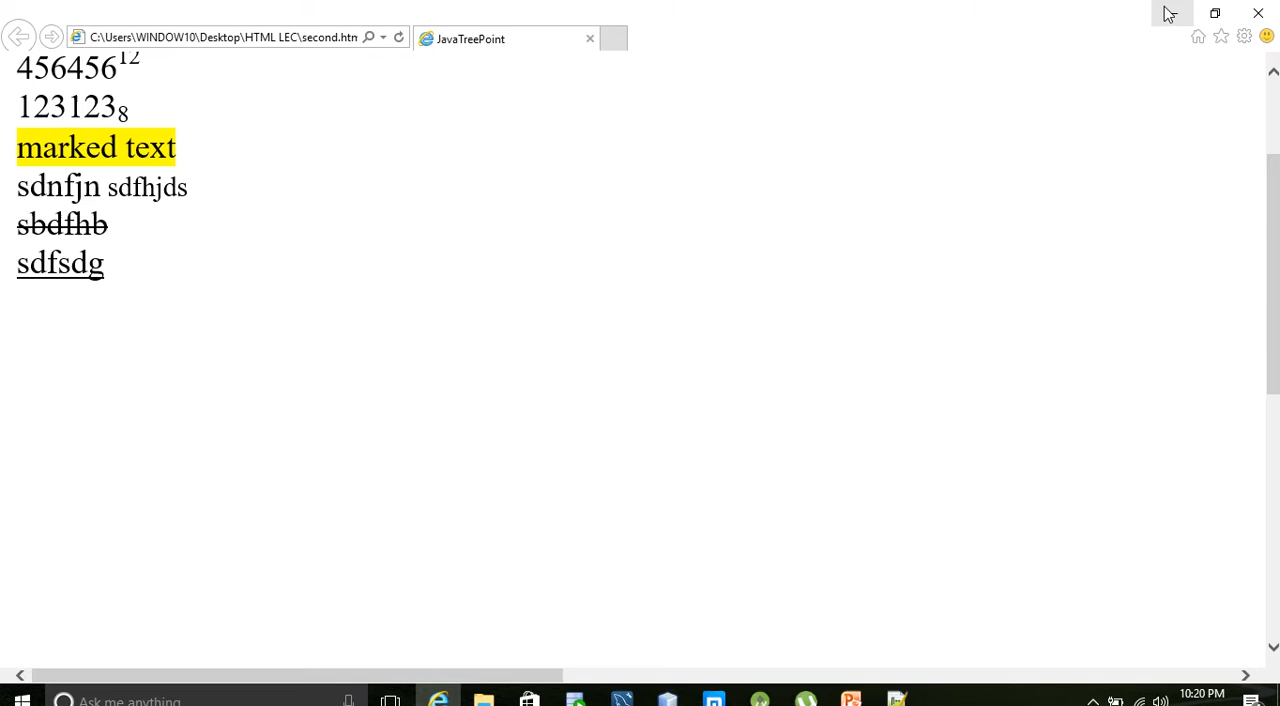 C:\Users\WINDOW10\Desktop\HTML LEC\second.htm
JavaTreePoint
456456¹²
123123₈
marked text
sdnfjn sdfhjds
sbdfhb
sdfsdg
Ask me anything
10:20 PM